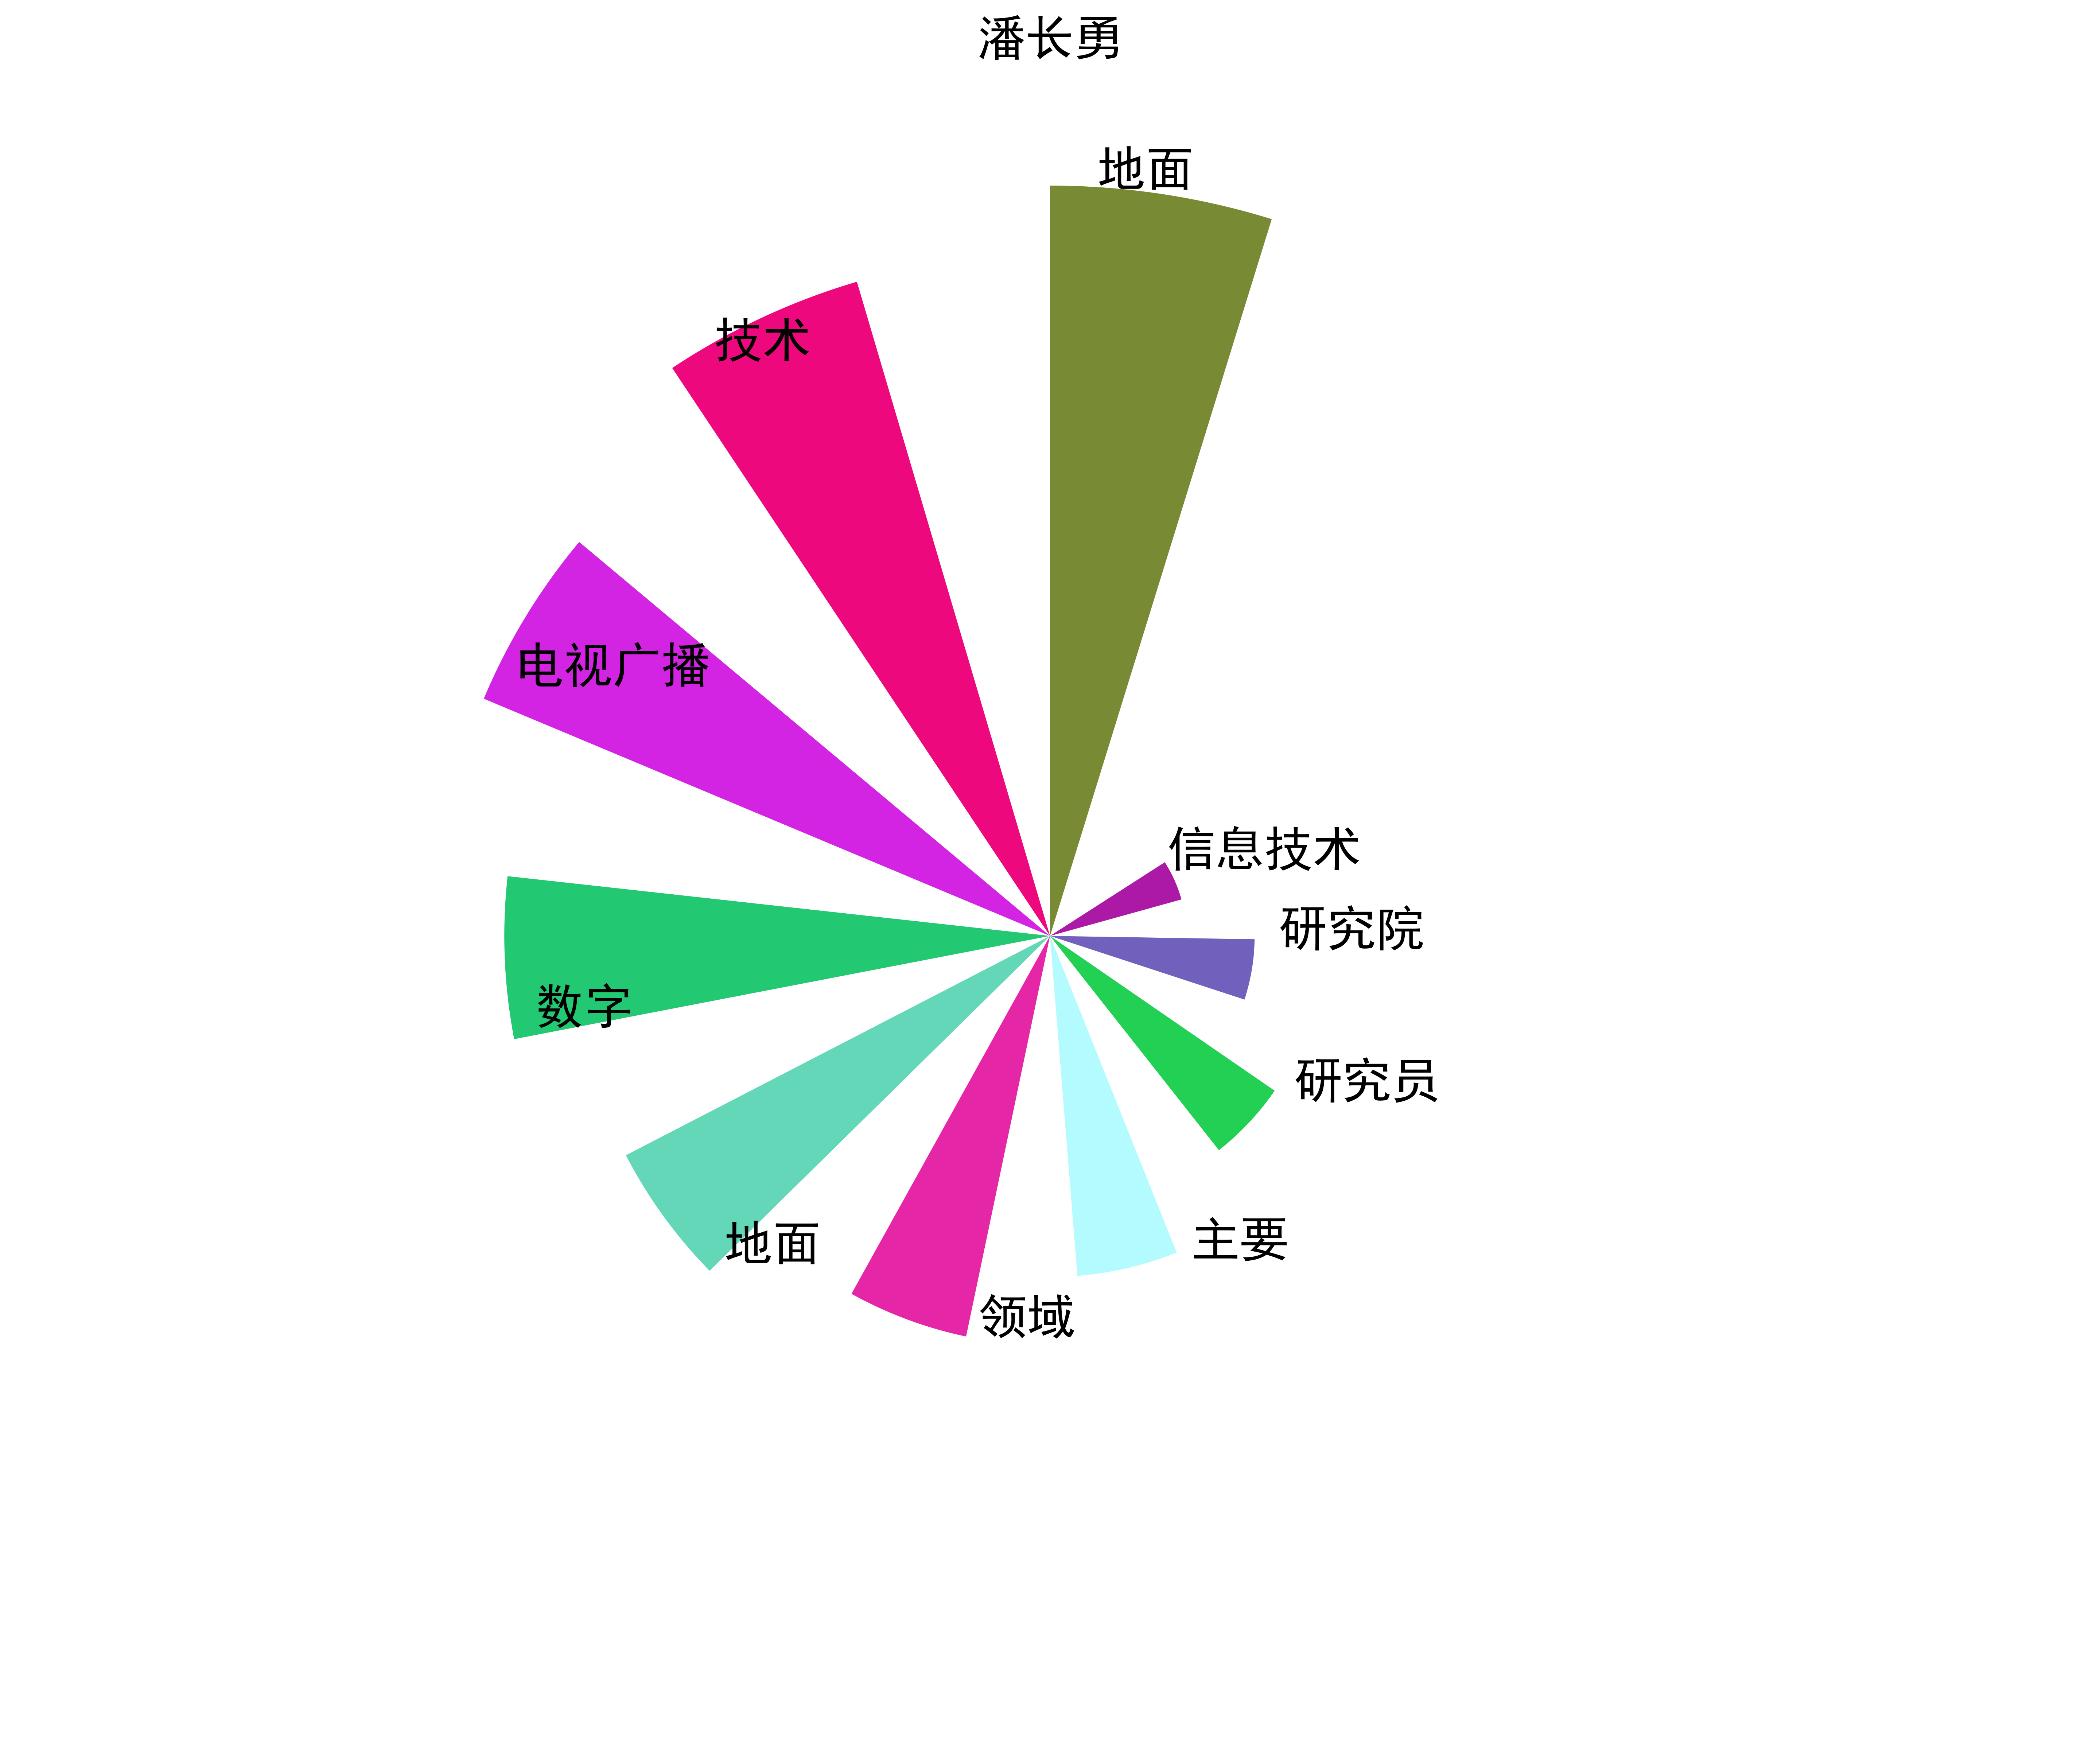 潘长勇
地面
技术
电视广播
信息技术
研究院
数字
研究员
地面
主要
领域